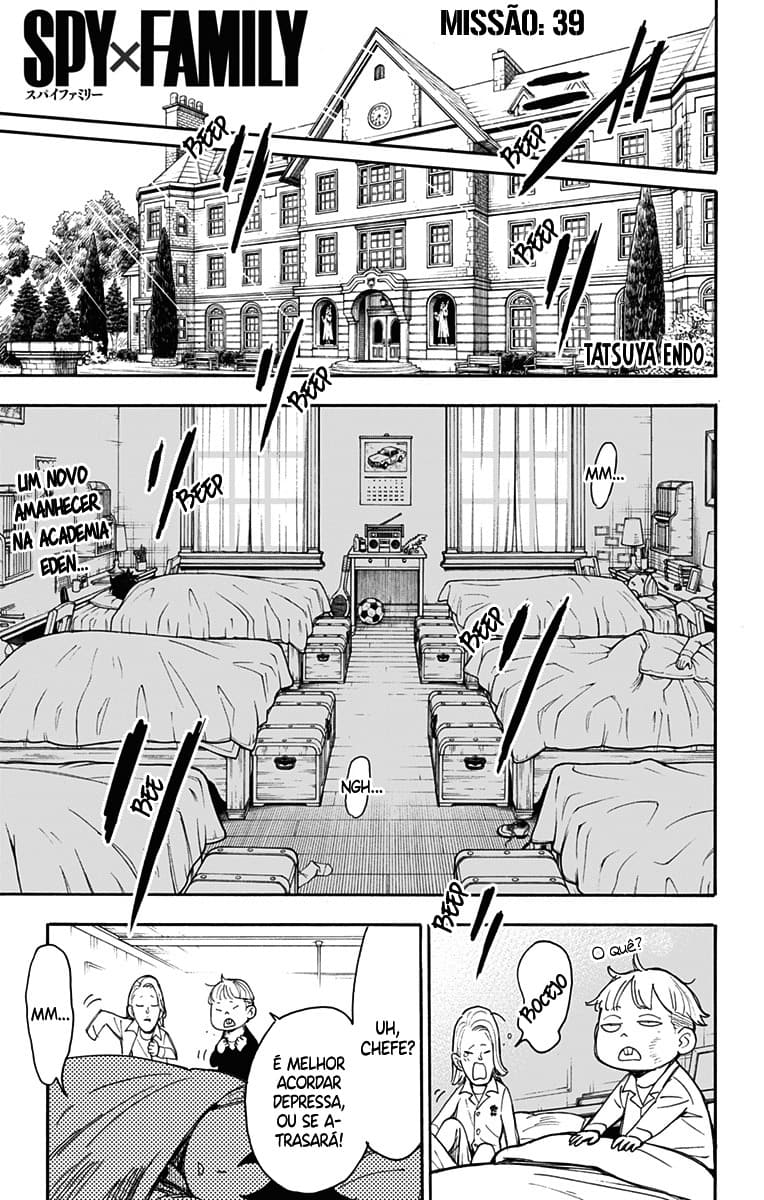 SPY×FAMILY
スパイファミリー
MISSÃO: 39
BEEP
BEEP
BEEP
BEEP
TATSUYA ENDO
BEEP
BEEP
MM...
UM NOVO
AMANHECER
NA ACADEMIA
EDEN...
BEEP
NGH...
BEE
BEEP
O QUÊ?
BOCEJO
UH,
CHEFE?
É MELHOR
ACORDAR
DEPRESSA,
OU SE A-
TRASARÁ!
MM...